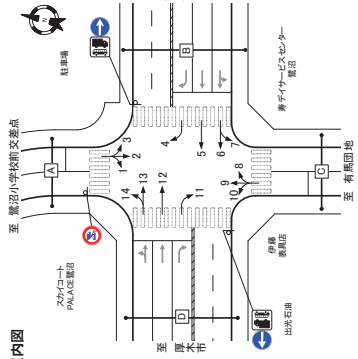 内図
至 鷺沼小学校前 交差点
駐車場
N
A
B
C
D
スカイコート
PALACE鷺沼
寿デイサービスセンター
鷺沼
1
2
3
4
5
6
7
8
9
10
11
12
13
14
至 厚木市
伊藤
表具店
出光石油
至 有馬団地